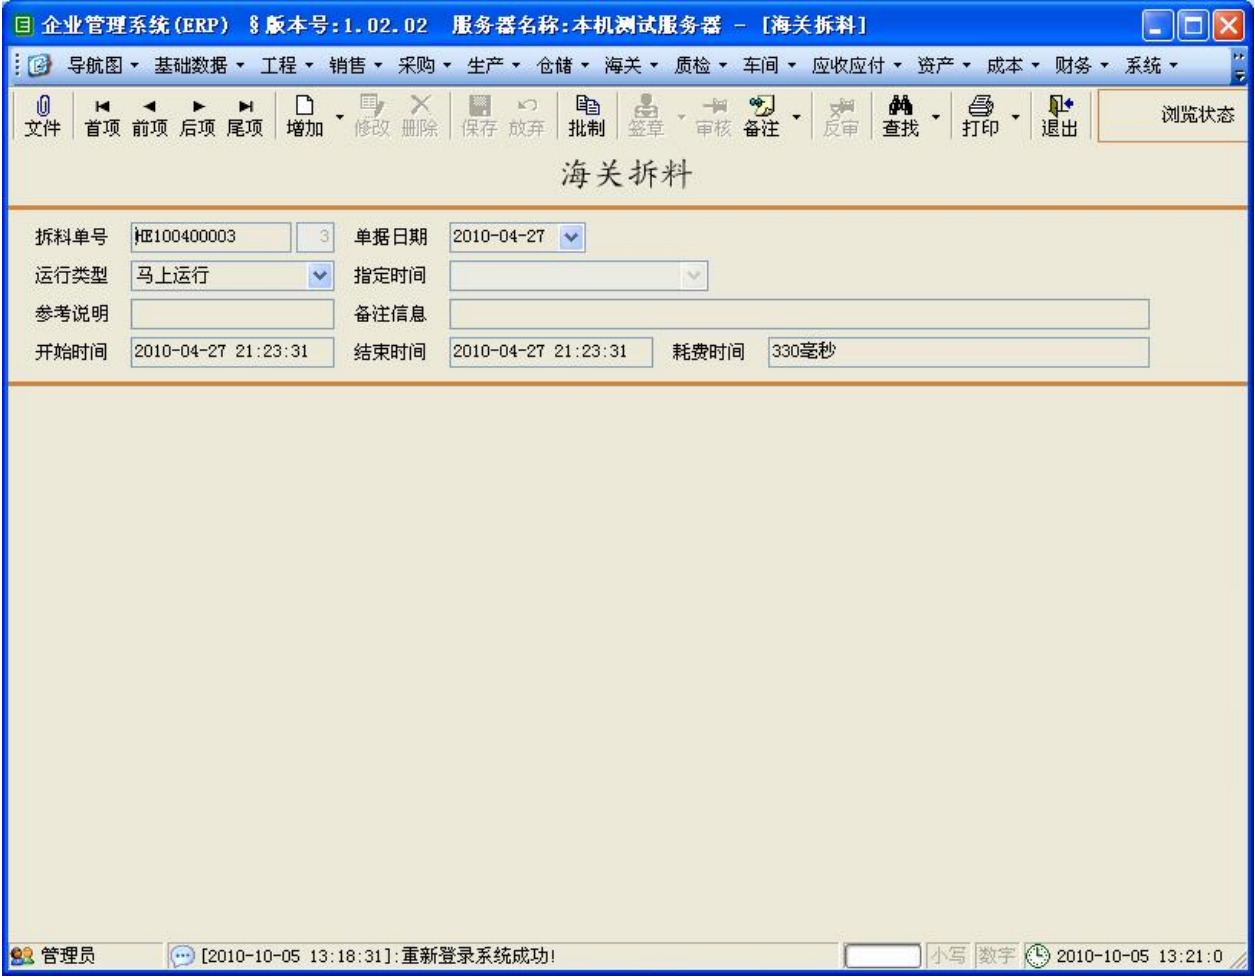 企业管理系统(ERP) §版本号:1.02.02 服务器名称:本机测试服务器 - [海关拆料]
导航图 基础数据 工程 销售 采购 生产 仓储 海关 质检 车间 应收应付 资产 成本 财务 系统
文件 首项 前项 后项 尾项 增加 修改 删除 保存 放弃 批制 签章 审核 备注 反审 查找 打印 退出 浏览状态
海关拆料
拆料单号 HE100400003 3 单据日期 2010-04-27
运行类型 马上运行 指定时间
参考说明 备注信息
开始时间 2010-04-27 21:23:31 结束时间 2010-04-27 21:23:31 耗费时间 330毫秒
管理员 [2010-10-05 13:18:31]:重新登录系统成功! 小写 数字 2010-10-05 13:21:0